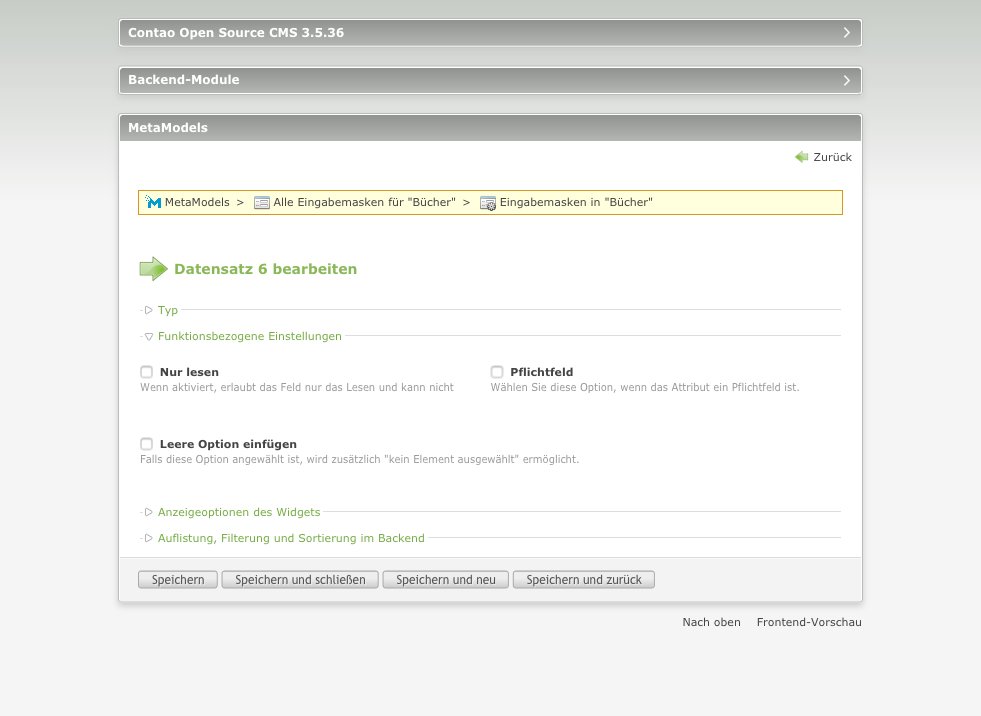 Contao Open Source CMS 3.5.36
Backend-Module
MetaModels
Zurück
MetaModels > Alle Eingabemasken für "Bücher" > Eingabemasken in "Bücher"
Datensatz 6 bearbeiten
Typ
Funktionsbezogene Einstellungen
Nur lesen
Wenn aktiviert, erlaubt das Feld nur das Lesen und kann nicht
Pflichtfeld
Wählen Sie diese Option, wenn das Attribut ein Pflichtfeld ist.
Leere Option einfügen
Falls diese Option angewählt ist, wird zusätzlich "kein Element ausgewählt" ermöglicht.
Anzeigeoptionen des Widgets
Auflistung, Filterung und Sortierung im Backend
Speichern Speichern und schließen Speichern und neu Speichern und zurück
Nach oben Frontend-Vorschau